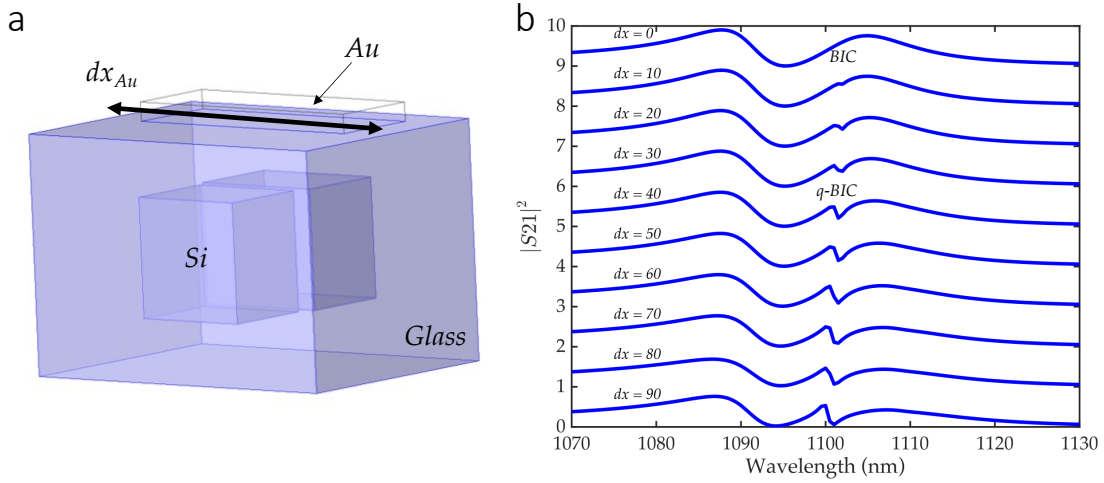 a
dx_Au
Au
Si
Glass
b
|S21|²
10
9
8
7
6
5
4
3
2
1
0
dx = 0
BIC
dx = 10
dx = 20
dx = 30
q-BIC
dx = 40
dx = 50
dx = 60
dx = 70
dx = 80
dx = 90
1070 1080 1090 1100 1110 1120 1130
Wavelength (nm)